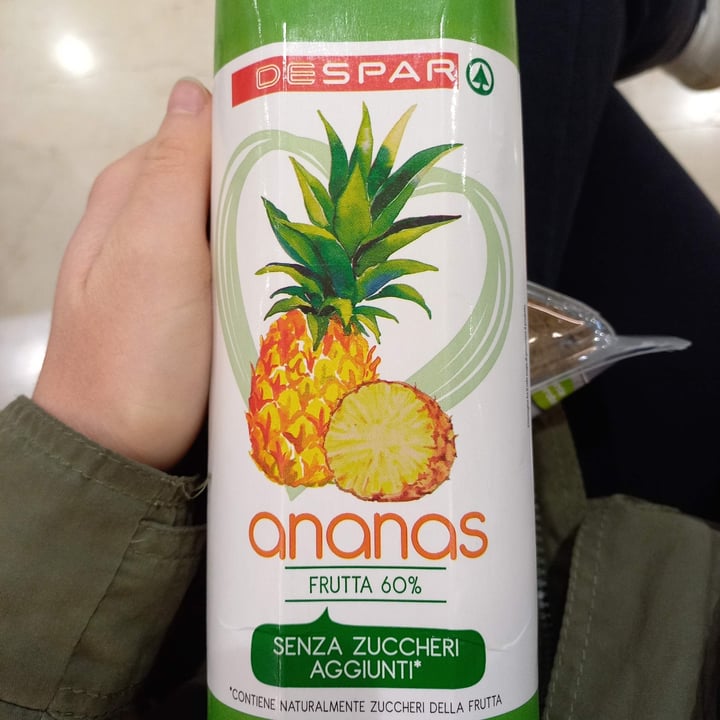 DESPAR
ananas
FRUTTA 60%
SENZA ZUCCHERI
AGGIUNTI*
*CONTIENE NATURALMENTE ZUCCHERI DELLA FRUTTA